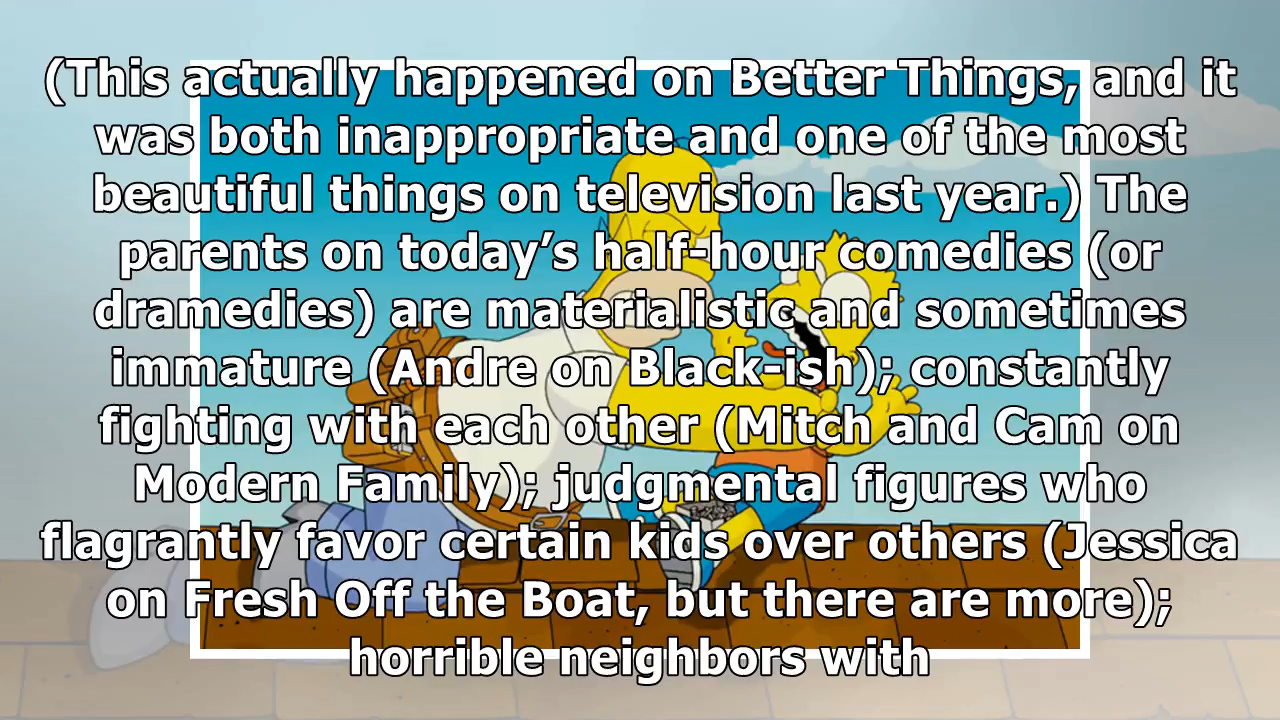 (This actually happened on Better Things, and it
was both inappropriate and one of the most
beautiful things on television last year.) The
parents on today’s half-hour comedies (or
dramedies) are materialistic and sometimes
immature (Andre on Black-ish); constantly
fighting with each other (Mitch and Cam on
Modern Family); judgmental figures who
flagrantly favor certain kids over others (Jessica
on Fresh Off the Boat, but there are more);
horrible neighbors with